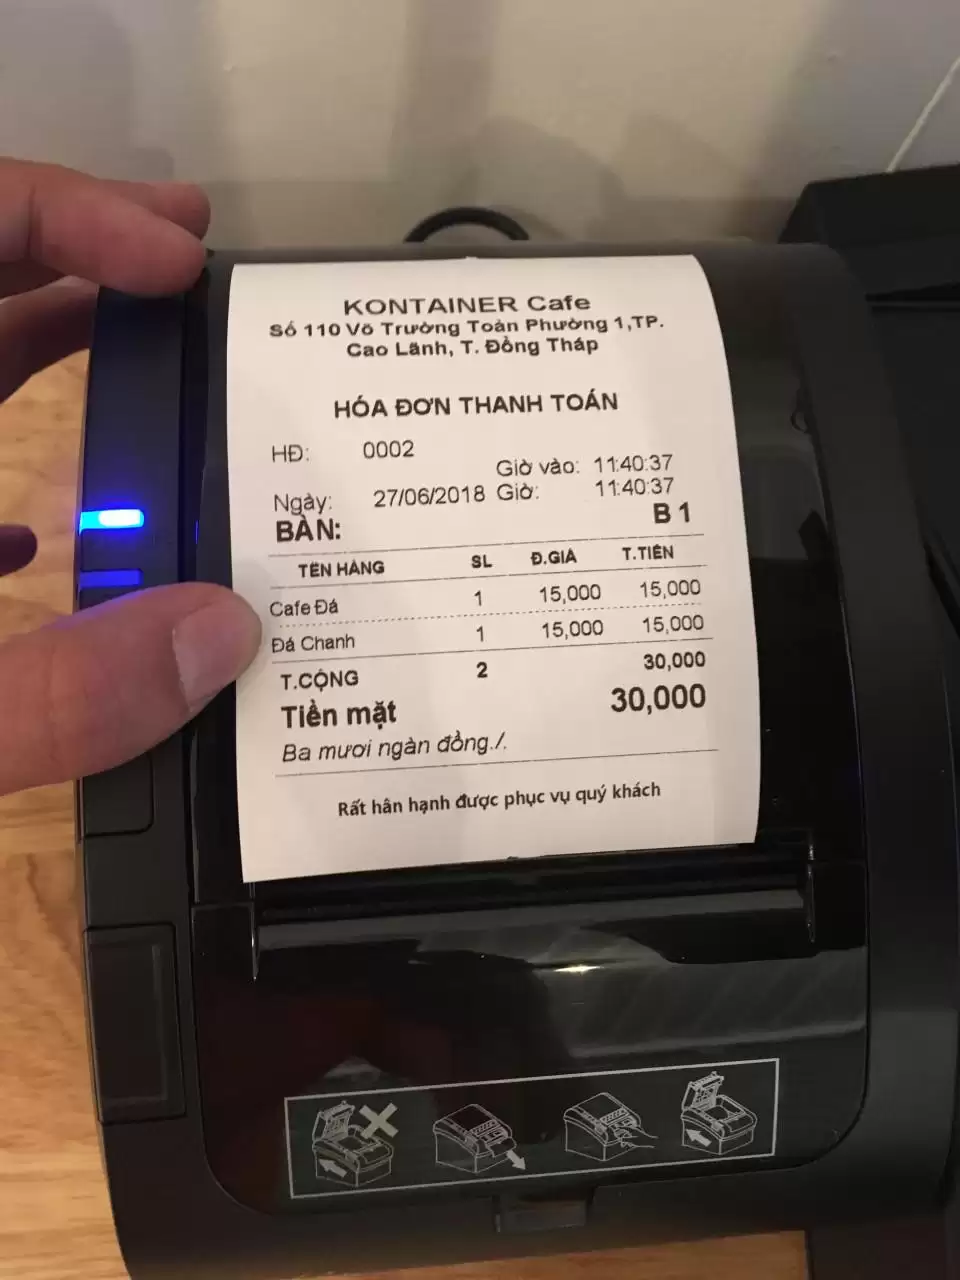 KONTAINER Cafe
Số 110 Võ Trường Toản Phường 1,TP.
Cao Lãnh, T. Đồng Tháp
HÓA ĐƠN THANH TOÁN
HĐ: 0002
Giờ vào: 11:40:37
Ngày: 27/06/2018 Giờ: 11:40:37
BÀN: B 1
TÊN HÀNG SL Đ.GIÁ T.TIỀN
Cafe Đá 1 15,000 15,000
Đá Chanh 1 15,000 15,000
T.CỘNG 2 30,000
Tiền mặt 30,000
Ba mươi ngàn đồng./.
Rất hân hạnh được phục vụ quý khách